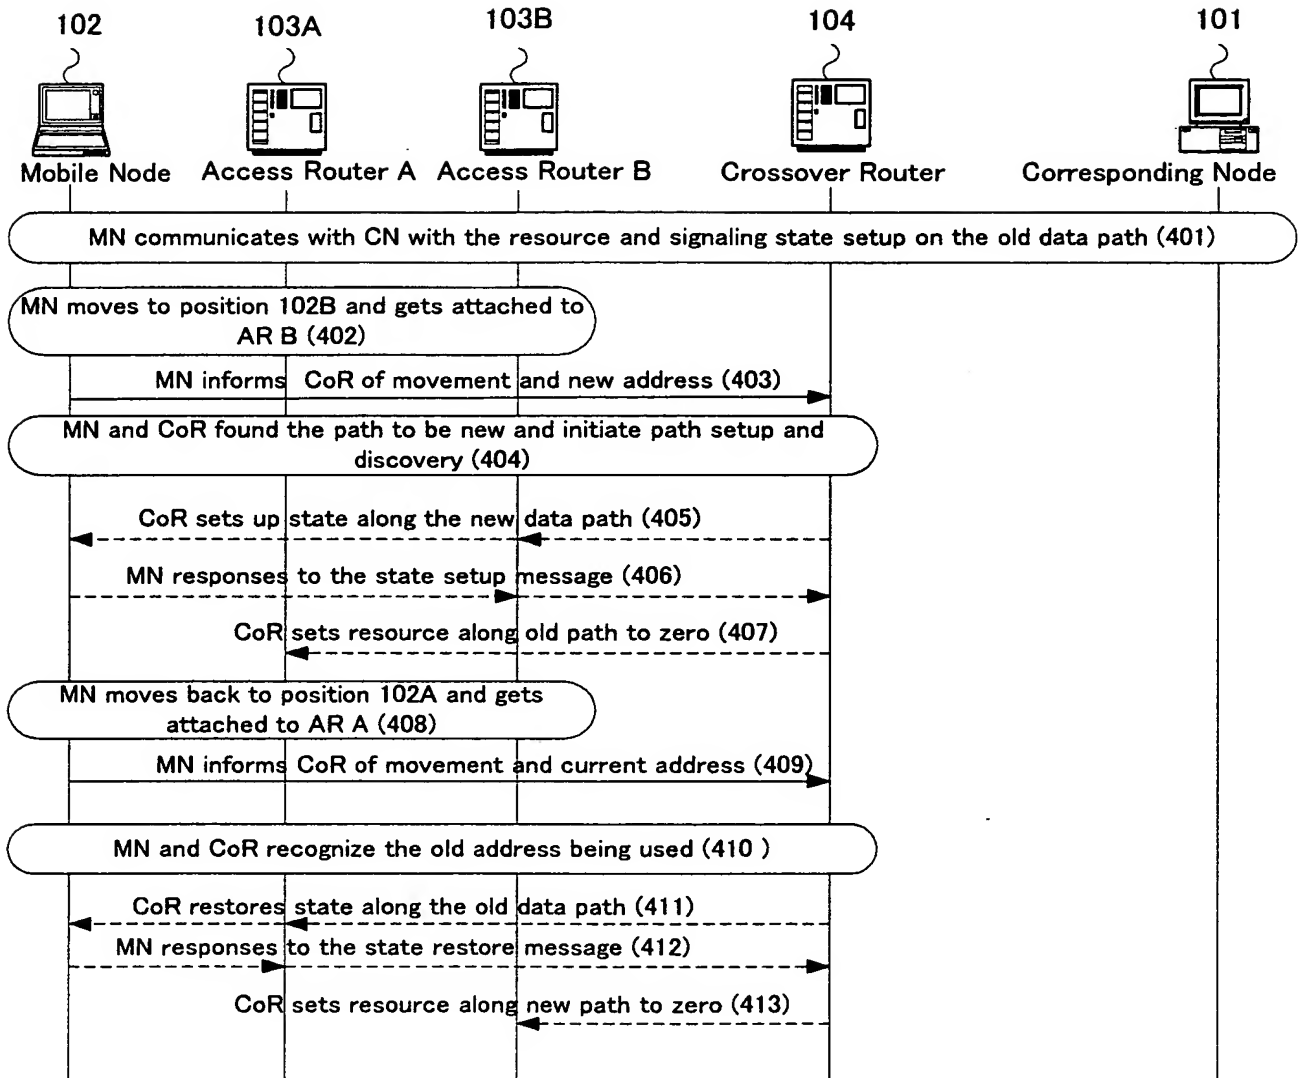 102
103A
103B
104
101
Mobile Node
Access Router A
Access Router B
Crossover Router
Corresponding Node
MN communicates with CN with the resource and signaling state setup on the old data path (401)
MN moves to position 102B and gets attached to
AR B (402)
MN informs CoR of movement and new address (403)
MN and CoR found the path to be new and initiate path setup and
discovery (404)
CoR sets up state along the new data path (405)
MN responses to the state setup message (406)
CoR sets resource along old path to zero (407)
MN moves back to position 102A and gets
attached to AR A (408)
MN informs CoR of movement and current address (409)
MN and CoR recognize the old address being used (410 )
CoR restores state along the old data path (411)
MN responses to the state restore message (412)
CoR sets resource along new path to zero (413)